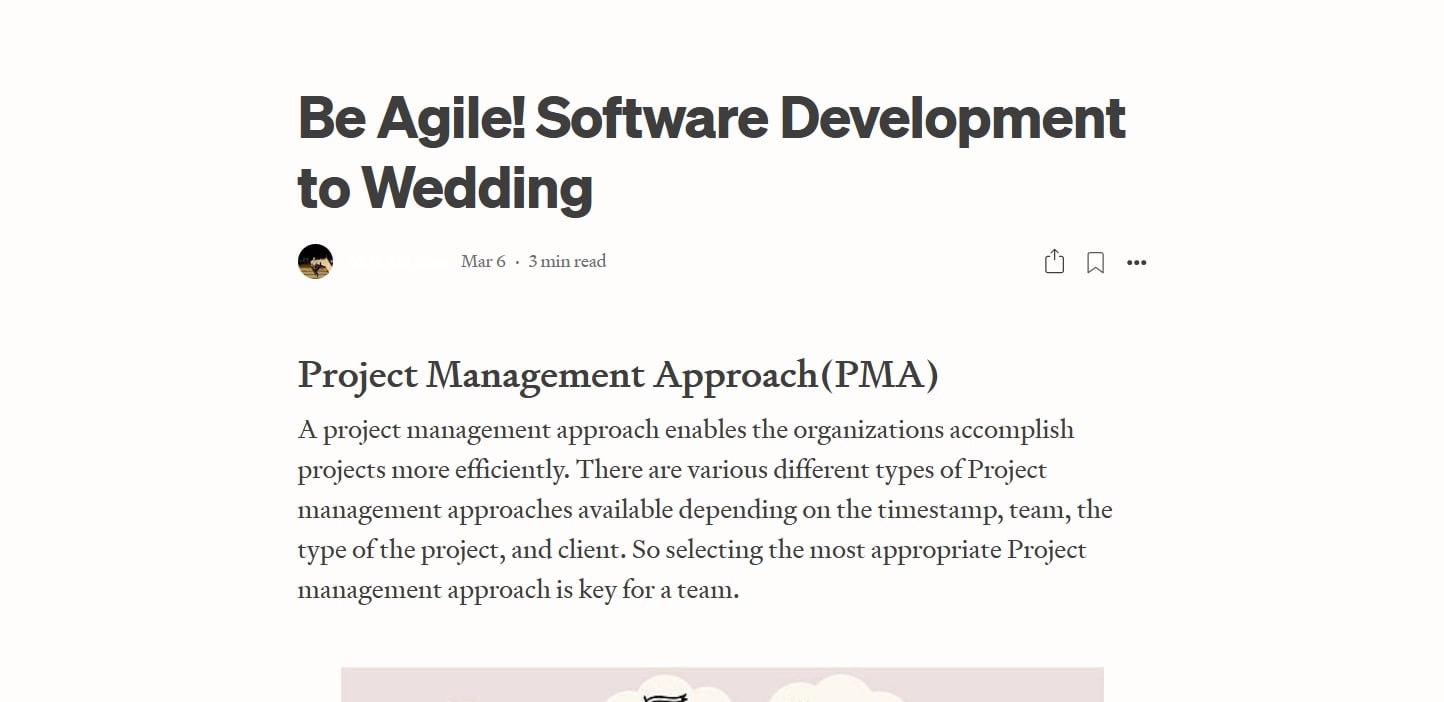 Be Agile! Software Development
to Wedding
Mar 6 · 3 min read
Project Management Approach(PMA)
A project management approach enables the organizations accomplish
projects more efficiently. There are various different types of Project
management approaches available depending on the timestamp, team, the
type of the project, and client. So selecting the most appropriate Project
management approach is key for a team.